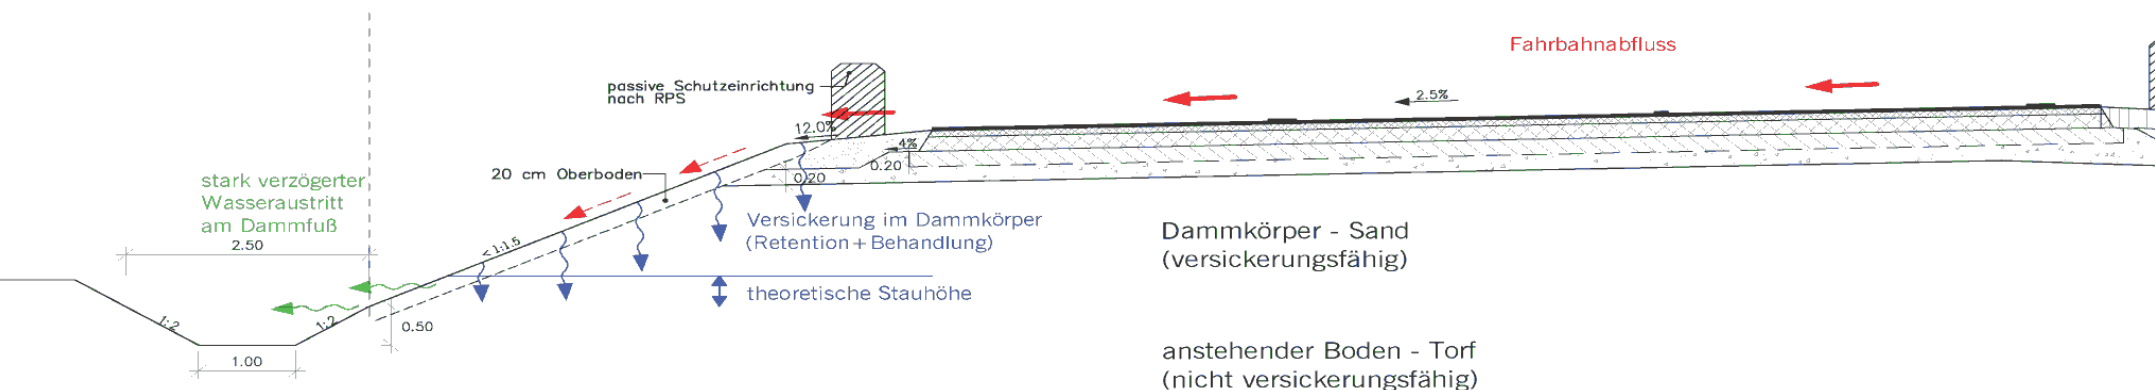 Fahrbahnabfluss
passive Schutzeinrichtung
nach RPS
2.5%
12.0%
4%
0.20
0.20
20 cm Oberboden
stark verzögerter
Wasseraustritt
am Dammfuß
2.50
1:1.5
Versickerung im Dammkörper
(Retention+Behandlung)
Dammkörper - Sand
(versickerungsfähig)
theoretische Stauhöhe
1:2
1:2
0.50
1.00
anstehender Boden - Torf
(nicht versickerungsfähig)